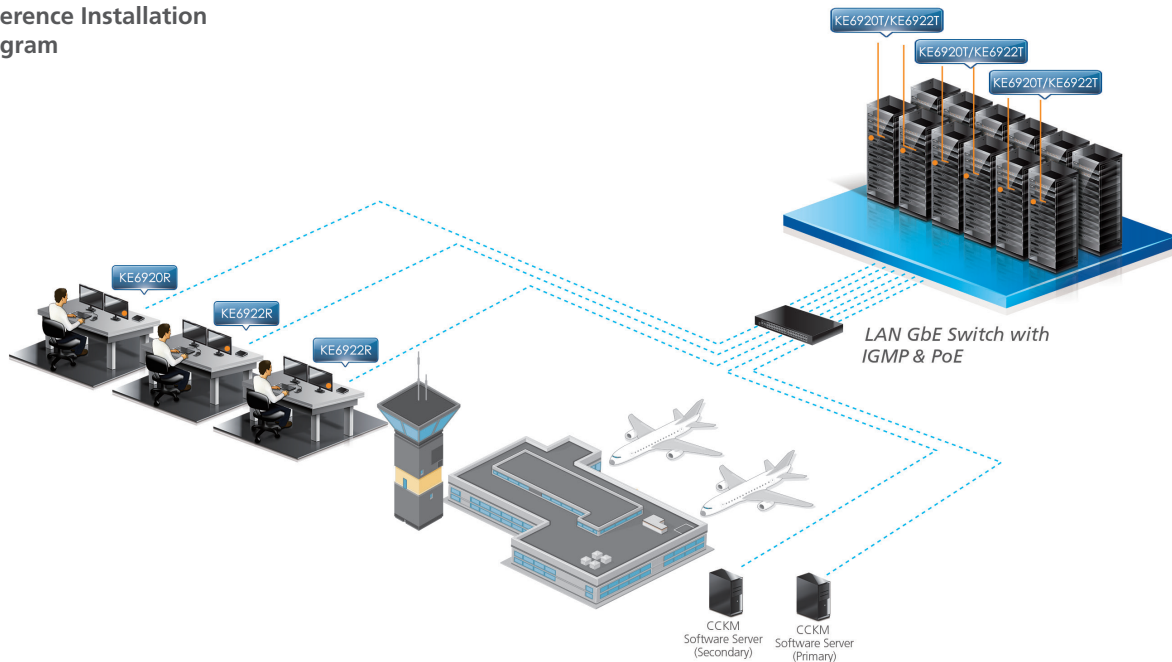 erence Installation
gram
KE6920T/KE6922T
KE6920T/KE6922T
KE6920T/KE6922T
KE6920R
KE6922R
KE6922R
LAN GbE Switch with
IGMP & PoE
CCKM
Software Server
(Secondary)
CCKM
Software Server
(Primary)